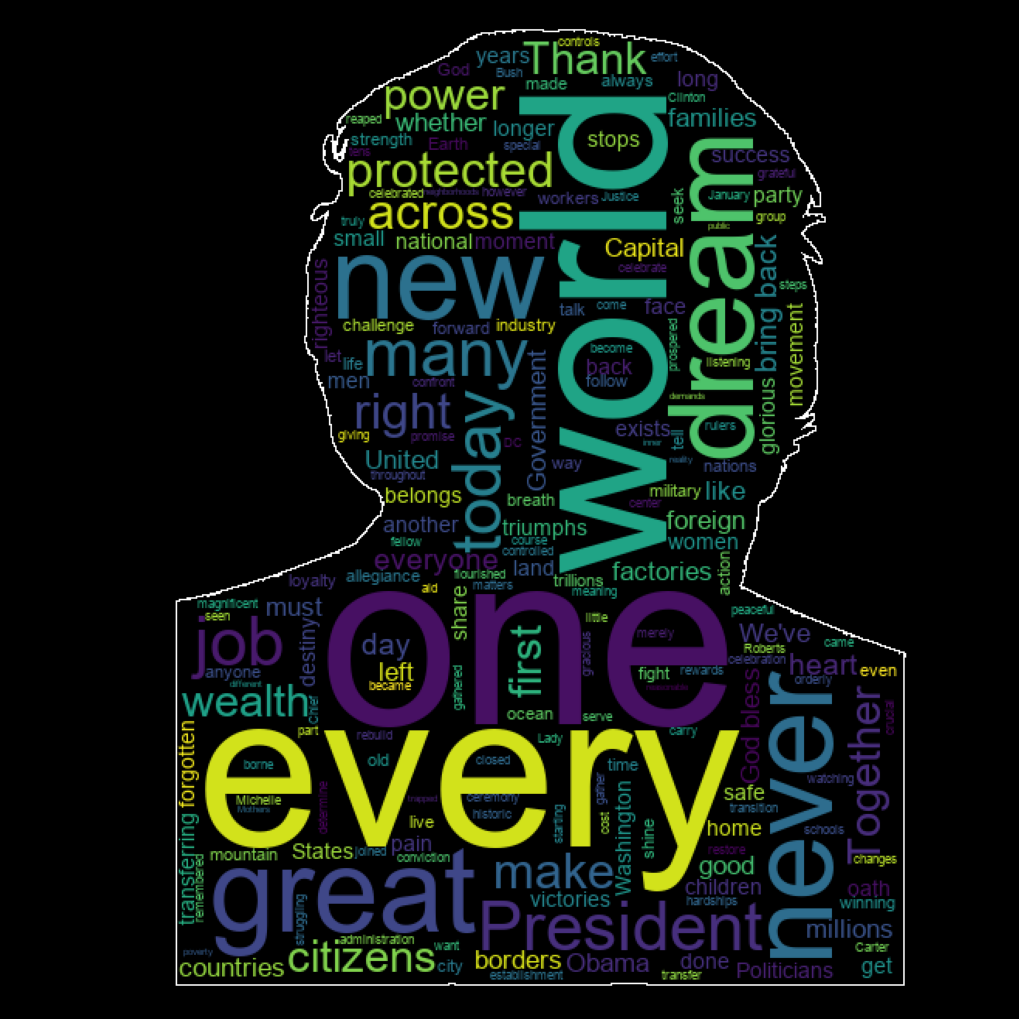 controls
years
Thank
effort
God
Bush
made
always
long
power
Clinton
reaped
whether
longer
families
strength
Earth
special
stops
success
protected
grateful
celebrated
neighborhoods
however
workers
Justice
seek
January
party
across
truly
group
public
small
national
moment
Capital
world
dream
bring back
new
celebrate
steps
righteous
talk
come
face
challenge
forward
industry
movement
prospered
let
life
many
become
back
listening
men
confront
follow
demands
glorious
right
today
Government
giving
promise
DC
exists
tell
rulers
inner
United
throughout
way
reality
nations
belongs
breath
military
like
center
another
triumphs
foreign
fellow
course
women
controlled
everyone
land
factories
action
loyalty
allegiance
flourished
trillions
matters
meaning
aid
magnificent
seen
must
one
share
first
little
peaceful
We've
job
destiny
day
merely
Roberts
came
gracious
celebration
anyone
left
fight
rewards
heart
even
different
became
gathered
reasonable
orderly
wealth
Chief
ocean
serve
never
God bless
Together
crucial
transferring
forgotten
part
rebuild
Lady
carry
every
borne
old
closed
time
watching
Michelle
Mothers
determine
trapped
ceremony
gather
safe
transition
historic
starting
cost
Washington
shine
home
schools
live
mountain
States
joined
pain
conviction
restore
good
changes
remembered
great
make
children
oath
struggling
victories
hardships
winning
President
millions
administration
want
poverty
citizens
borders
done
Carter
countries
city
establishment
Obama
transfer
Politicians
get